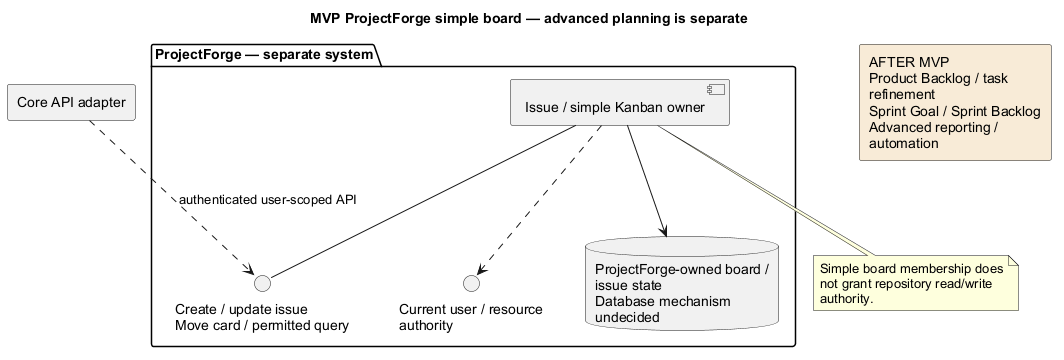 MVP ProjectForge simple board — advanced planning is separate
ProjectForge — separate system
Core API adapter
Issue / simple Kanban owner
AFTER MVP
Product Backlog / task
refinement
Sprint Goal / Sprint Backlog
Advanced reporting /
automation
authenticated user-scoped API
Create / update issue
Move card / permitted query
Current user / resource
authority
ProjectForge-owned board /
issue state
Database mechanism
undecided
Simple board membership does
not grant repository read/write
authority.